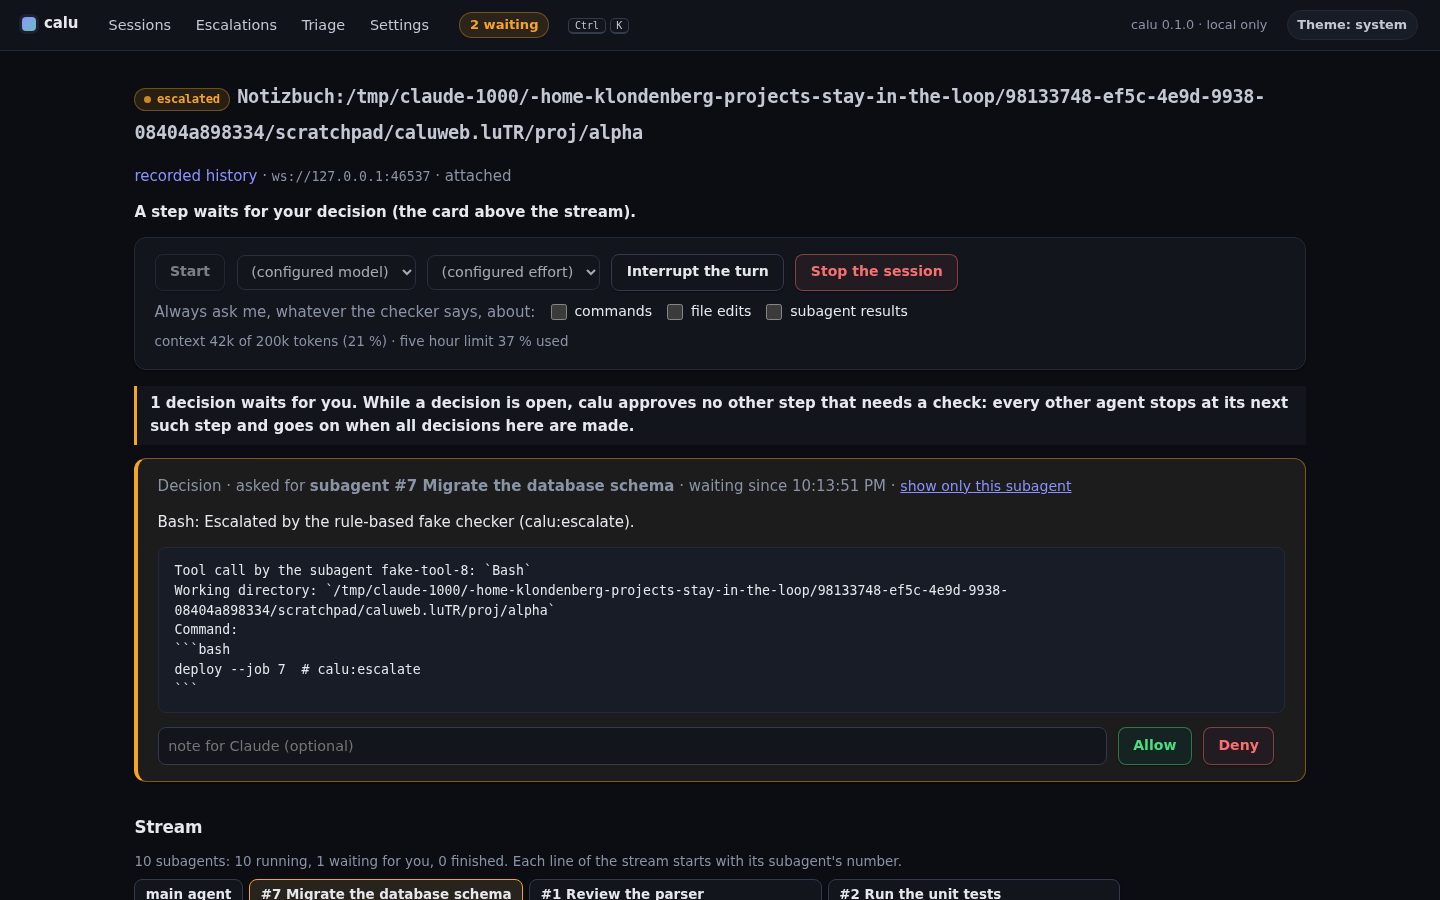 calu Sessions Escalations Triage Settings 2 waiting Ctrl K calu 0.1.0 · local only Theme: system
escalated Notizbuch:/tmp/claude-1000/-home-klondenberg-projects-stay-in-the-loop/98133748-ef5c-4e9d-9938-
08404a898334/scratchpad/caluweb.luTR/proj/alpha
recorded history · ws://127.0.0.1:46537 · attached
A step waits for your decision (the card above the stream).
Start (configured model) (configured effort) Interrupt the turn Stop the session
Always ask me, whatever the checker says, about: commands file edits subagent results
context 42k of 200k tokens (21 %) · five hour limit 37 % used
1 decision waits for you. While a decision is open, calu approves no other step that needs a check: every other agent stops at its next
such step and goes on when all decisions here are made.
Decision · asked for subagent #7 Migrate the database schema · waiting since 10:13:51 PM · show only this subagent
Bash: Escalated by the rule-based fake checker (calu:escalate).
Tool call by the subagent fake-tool-8: `Bash`
Working directory: `/tmp/claude-1000/-home-klondenberg-projects-stay-in-the-loop/98133748-ef5c-4e9d-9938-
08404a898334/scratchpad/caluweb.luTR/proj/alpha`
Command:
```bash
deploy --job 7  # calu:escalate
```
note for Claude (optional) Allow Deny
Stream
10 subagents: 10 running, 1 waiting for you, 0 finished. Each line of the stream starts with its subagent's number.
main agent #7 Migrate the database schema #1 Review the parser #2 Run the unit tests